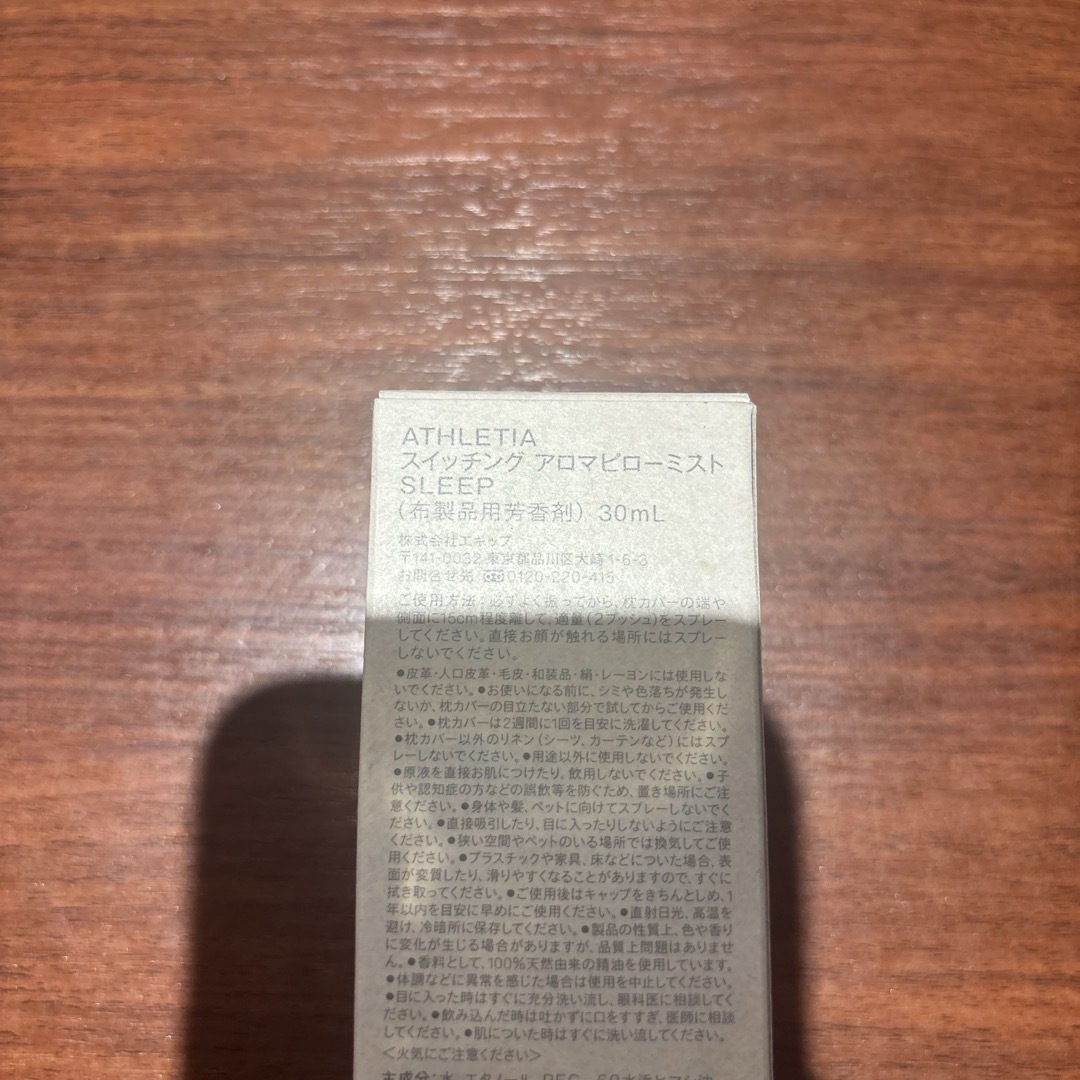 ATHLETIA
スイッチング アロマピローミスト
SLEEP
(布製品用芳香剤) 30mL
株式会社エキップ
〒141-0032 東京都品川区大崎1-6-3
お問合せ先 0120-220-415
ご使用方法:必ずよく振ってから、枕カバーの端や
側面に15cm程度離して、適量(2プッシュ)をスプレー
してください。直接お顔が触れる場所にはスプレー
しないでください。
●皮革・人口皮革・毛皮・和装品・絹・レーヨンには使用しな
いでください。●お使いになる前に、シミや色落ちが発生し
ないか、枕カバーの目立たない部分で試してからご使用くだ
さい。●枕カバーは2週間に1回を目安に洗濯してください。
●枕カバー以外のリネン(シーツ、カーテンなど)にはスプ
レーしないでください。●用途以外に使用しないでください。
●原液を直接お肌につけたり、飲用しないでください。●子
供や認知症の方などの誤飲等を防ぐため、置き場所にご注
意ください。●身体や髪、ペットに向けてスプレーしないでく
ださい。●直接吸引したり、目に入ったりしないようにご注意
ください。●狭い空間やペットのいる場所では換気してご使
用ください。●プラスチックや家具、床などについた場合、表
面が変質したり、滑りやすくなることがありますので、すぐに
拭き取ってください。●ご使用後はキャップをきちんとしめ、1
年以内を目安に早めにご使用ください。●直射日光、高温を
避け、冷暗所に保存してください。●製品の性質上、色や香り
に変化が生じる場合がありますが、品質上問題はありませ
ん。●香料として、100%天然由来の精油を使用しています。
●体調などに異常を感じた場合は使用を中止してください。
●目に入った時はすぐに充分洗い流し、眼科医に相談してく
ださい。●飲み込んだ時は吐かずに口をすすぎ、医師に相談
してください。●肌についた時はすぐに洗い流してください。
<火気にご注意ください>
主成分:水、エタノール、PEG-60水添ヒマシ油